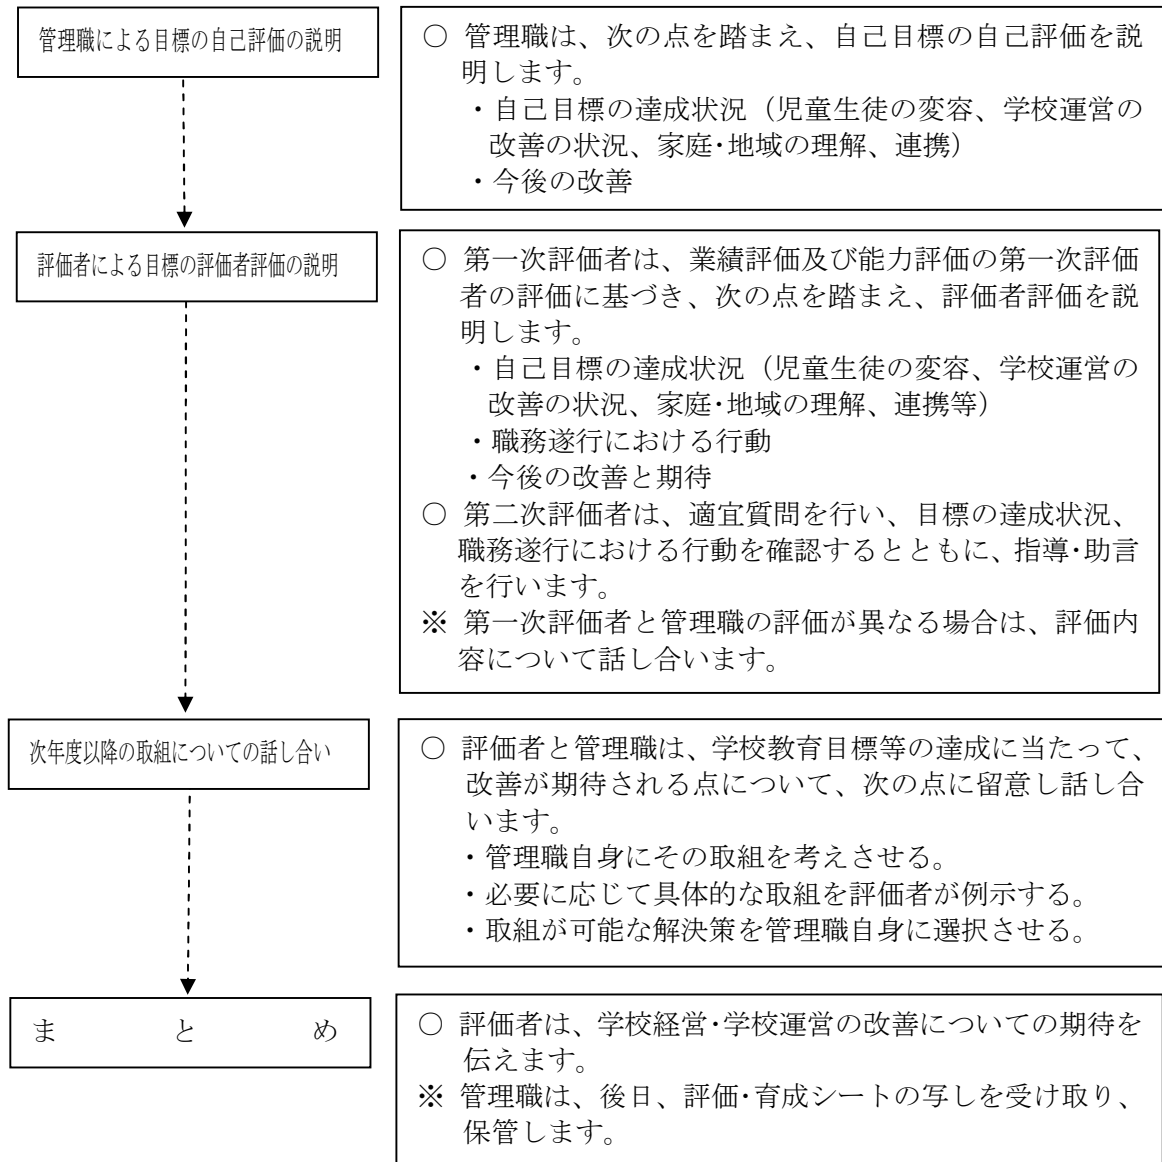 管理職による目標の自己評価の説明
○ 管理職は、次の点を踏まえ、自己目標の自己評価を説
明します。
・自己目標の達成状況（児童生徒の変容、学校運営の
改善の状況、家庭･地域の理解、連携）
・今後の改善
評価者による目標の評価者評価の説明
○ 第一次評価者は、業績評価及び能力評価の第一次評価
者の評価に基づき、次の点を踏まえ、評価者評価を説
明します。
・自己目標の達成状況（児童生徒の変容、学校運営の
改善の状況、家庭･地域の理解、連携等）
・職務遂行における行動
・今後の改善と期待
○ 第二次評価者は、適宜質問を行い、目標の達成状況、
職務遂行における行動を確認するとともに、指導･助言
を行います。
※ 第一次評価者と管理職の評価が異なる場合は、評価内
容について話し合います。
次年度以降の取組についての話し合い
○ 評価者と管理職は、学校教育目標等の達成に当たって、
改善が期待される点について、次の点に留意し話し合
います。
・管理職自身にその取組を考えさせる。
・必要に応じて具体的な取組を評価者が例示する。
・取組が可能な解決策を管理職自身に選択させる。
ま と め
○ 評価者は、学校経営･学校運営の改善についての期待を
伝えます。
※ 管理職は、後日、評価･育成シートの写しを受け取り、
保管します。